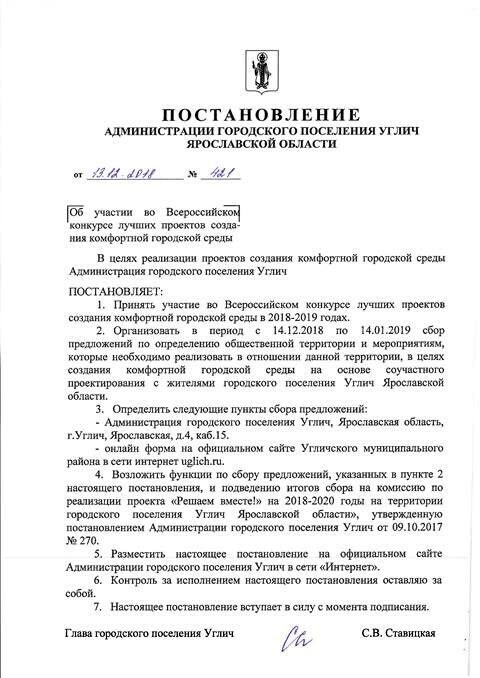 ПОСТАНОВЛЕНИЕ
АДМИНИСТРАЦИИ ГОРОДСКОГО ПОСЕЛЕНИЯ УГЛИЧ
ЯРОСЛАВСКОЙ ОБЛАСТИ
от 13.12.2018 № 421
Об участии во Всероссийском
конкурсе лучших проектов созда-
ния комфортной городской среды
В целях реализации проектов создания комфортной городской среды
Администрация городского поселения Углич
ПОСТАНОВЛЯЕТ:
1. Принять участие во Всероссийском конкурсе лучших проектов
создания комфортной городской среды в 2018-2019 годах.
2. Организовать в период с 14.12.2018 по 14.01.2019 сбор
предложений по определению общественной территории и мероприятиям,
которые необходимо реализовать в отношении данной территории, в целях
создания комфортной городской среды на основе соучастного
проектирования с жителями городского поселения Углич Ярославской
области.
3. Определить следующие пункты сбора предложений:
- Администрация городского поселения Углич, Ярославская область,
г.Углич, Ярославская, д.4, каб.15.
- онлайн форма на официальном сайте Угличского муниципального
района в сети интернет uglich.ru.
4. Возложить функции по сбору предложений, указанных в пункте 2
настоящего постановления, и подведению итогов сбора на комиссию по
реализации проекта «Решаем вместе!» на 2018-2020 годы на территории
городского поселения Углич Ярославской области», утвержденную
постановлением Администрации городского поселения Углич от 09.10.2017
№ 270.
5. Разместить настоящее постановление на официальном сайте
Администрации городского поселения Углич в сети «Интернет».
6. Контроль за исполнением настоящего постановления оставляю за
собой.
7. Настоящее постановление вступает в силу с момента подписания.
Глава городского поселения Углич С.В. Ставицкая